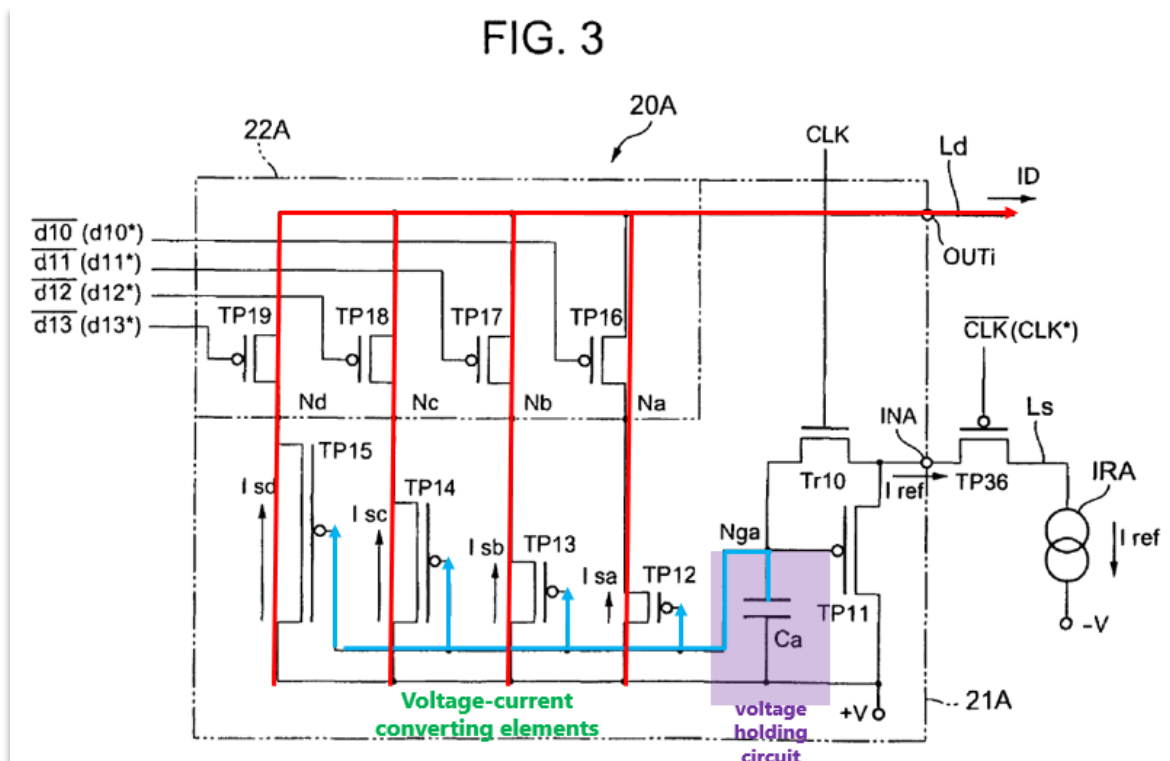 FIG. 3
22A
20A
CLK
Ld
ID
OUTi
d10 (d10*)
d11 (d11*)
d12 (d12*)
d13 (d13*)
TP19
TP18
TP17
TP16
CLK (CLK*)
Nd
Nc
Nb
Na
INA
Ls
TP15
TP14
TP13
TP12
Tr10
I ref
TP36
IRA
I sd
I sc
I sb
I sa
Nga
TP11
I ref
Ca
-V
Voltage-current
converting elements
voltage
holding
circuit
+V
21A